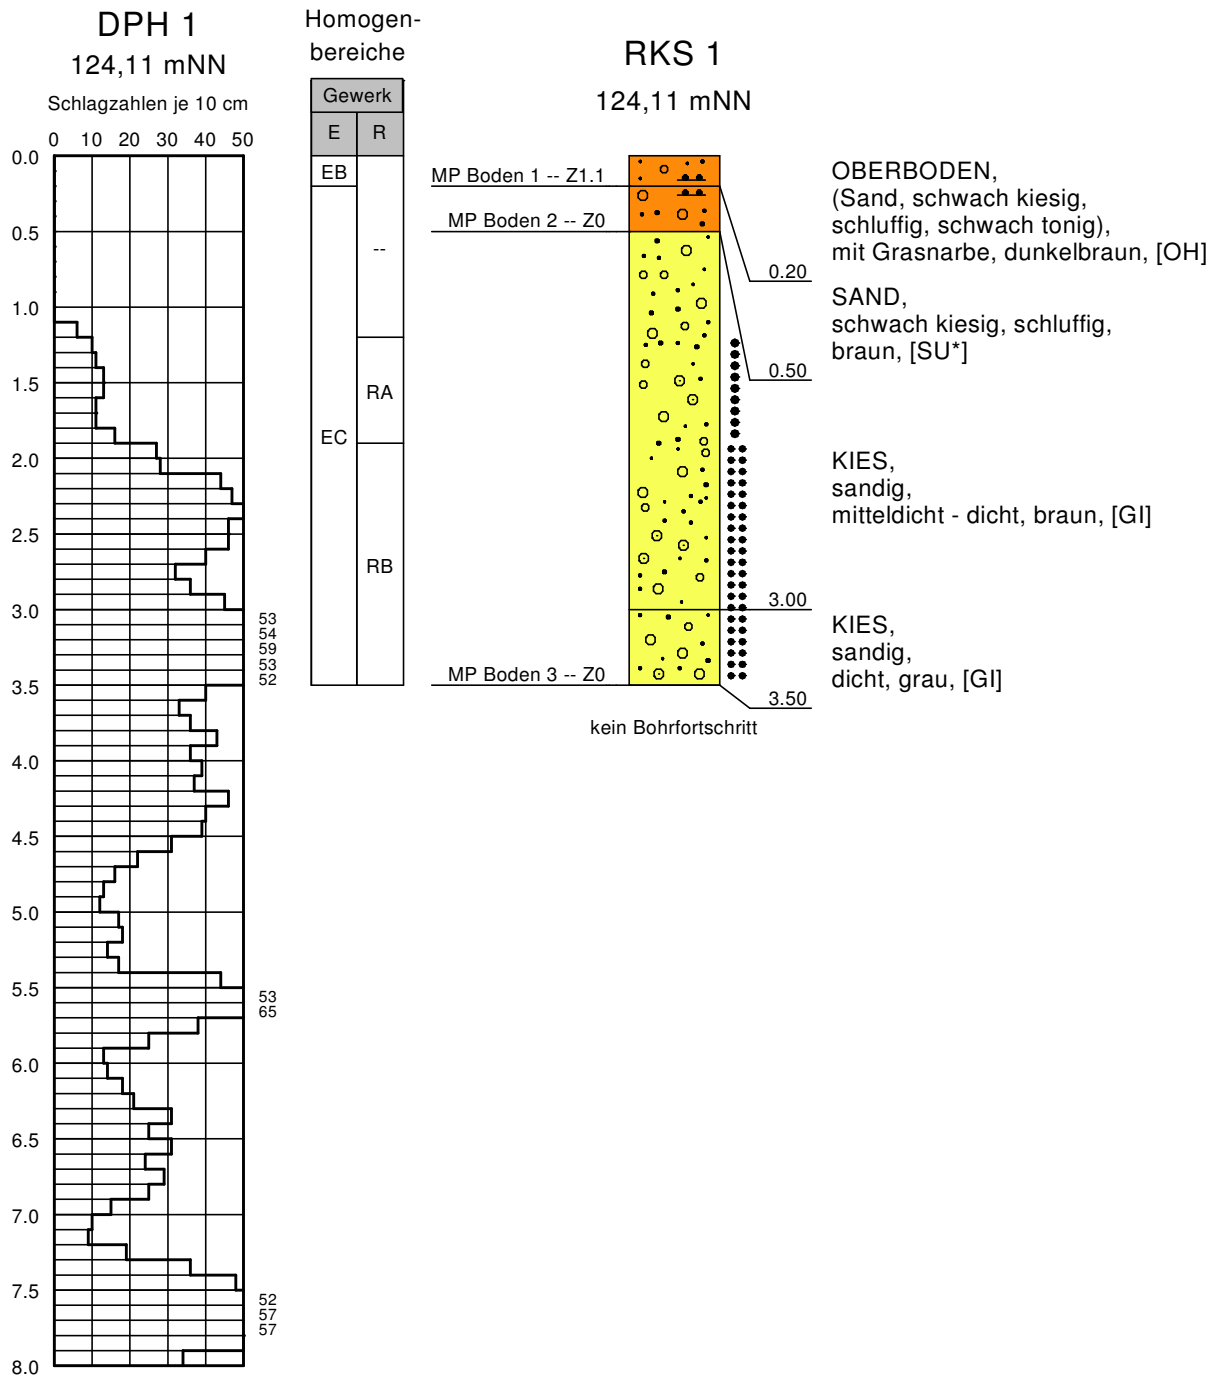 DPH 1
124,11 mNN
Schlagzahlen je 10 cm
0 10 20 30 40 50
0.0
0.5
1.0
1.5
2.0
2.5
3.0
3.5
4.0
4.5
5.0
5.5
6.0
6.5
7.0
7.5
8.0
53
54
59
53
52
53
65
52
57
57
Homogen-
bereiche
Gewerk
E R
EB
--
RA
EC
RB
RKS 1
124,11 mNN
MP Boden 1 -- Z1.1
MP Boden 2 -- Z0
MP Boden 3 -- Z0
kein Bohrfortschritt
0.20
0.50
3.00
3.50
OBERBODEN,
(Sand, schwach kiesig,
schluffig, schwach tonig),
mit Grasnarbe, dunkelbraun, [OH]
SAND,
schwach kiesig, schluffig,
braun, [SU*]
KIES,
sandig,
mitteldicht - dicht, braun, [GI]
KIES,
sandig,
dicht, grau, [GI]